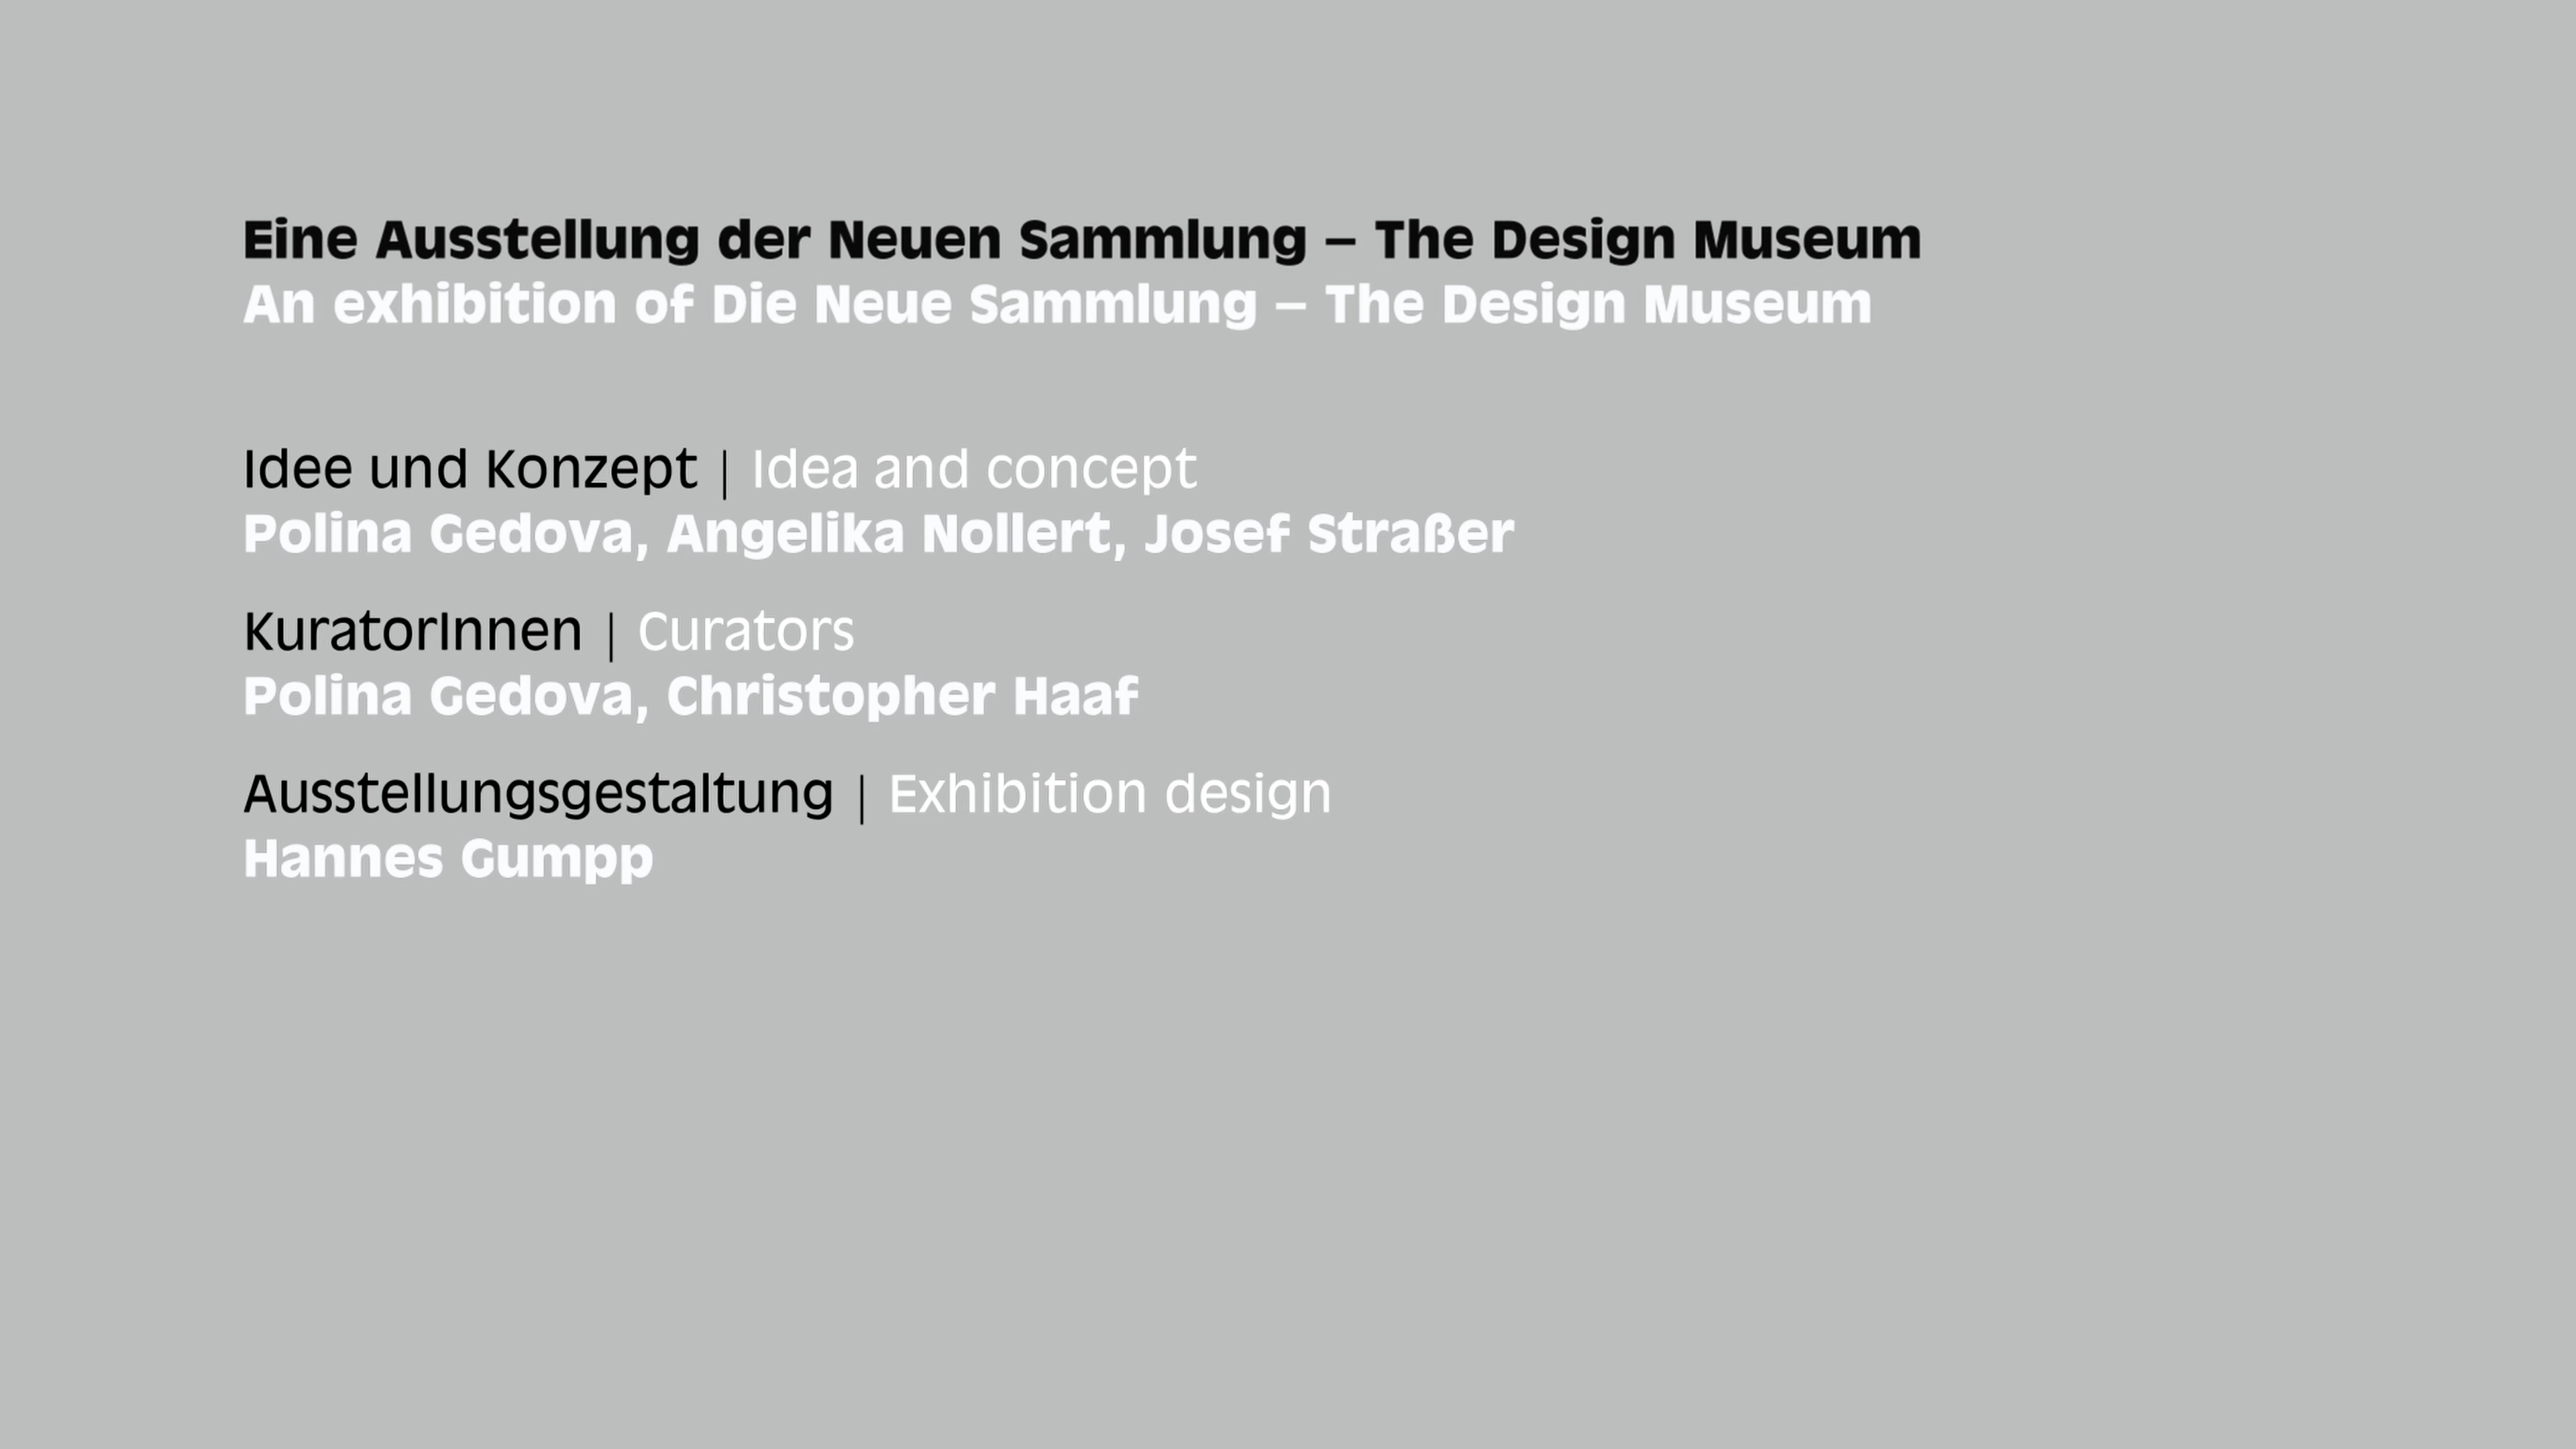 Eine Ausstellung der Neuen Sammlung – The Design Museum
An exhibition of Die Neue Sammlung – The Design Museum
Idee und Konzept | Idea and concept
Polina Gedova, Angelika Nollert, Josef Straßer
KuratorInnen | Curators
Polina Gedova, Christopher Haaf
Ausstellungsgestaltung | Exhibition design
Hannes Gumpp